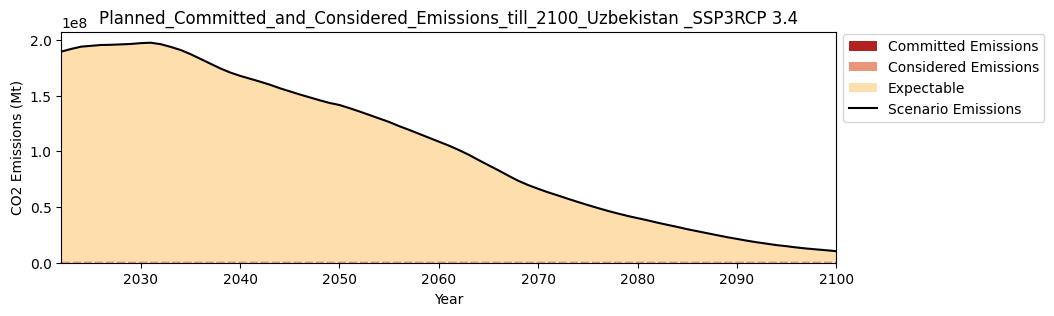 Planned_Committed_and_Considered_Emissions_till_2100_Uzbekistan _SSP3RCP 3.4
1e8
2.0
1.5
1.0
0.5
0.0
CO2 Emissions (Mt)
2030 2040 2050 2060 2070 2080 2090 2100
Year
Committed Emissions
Considered Emissions
Expectable
Scenario Emissions